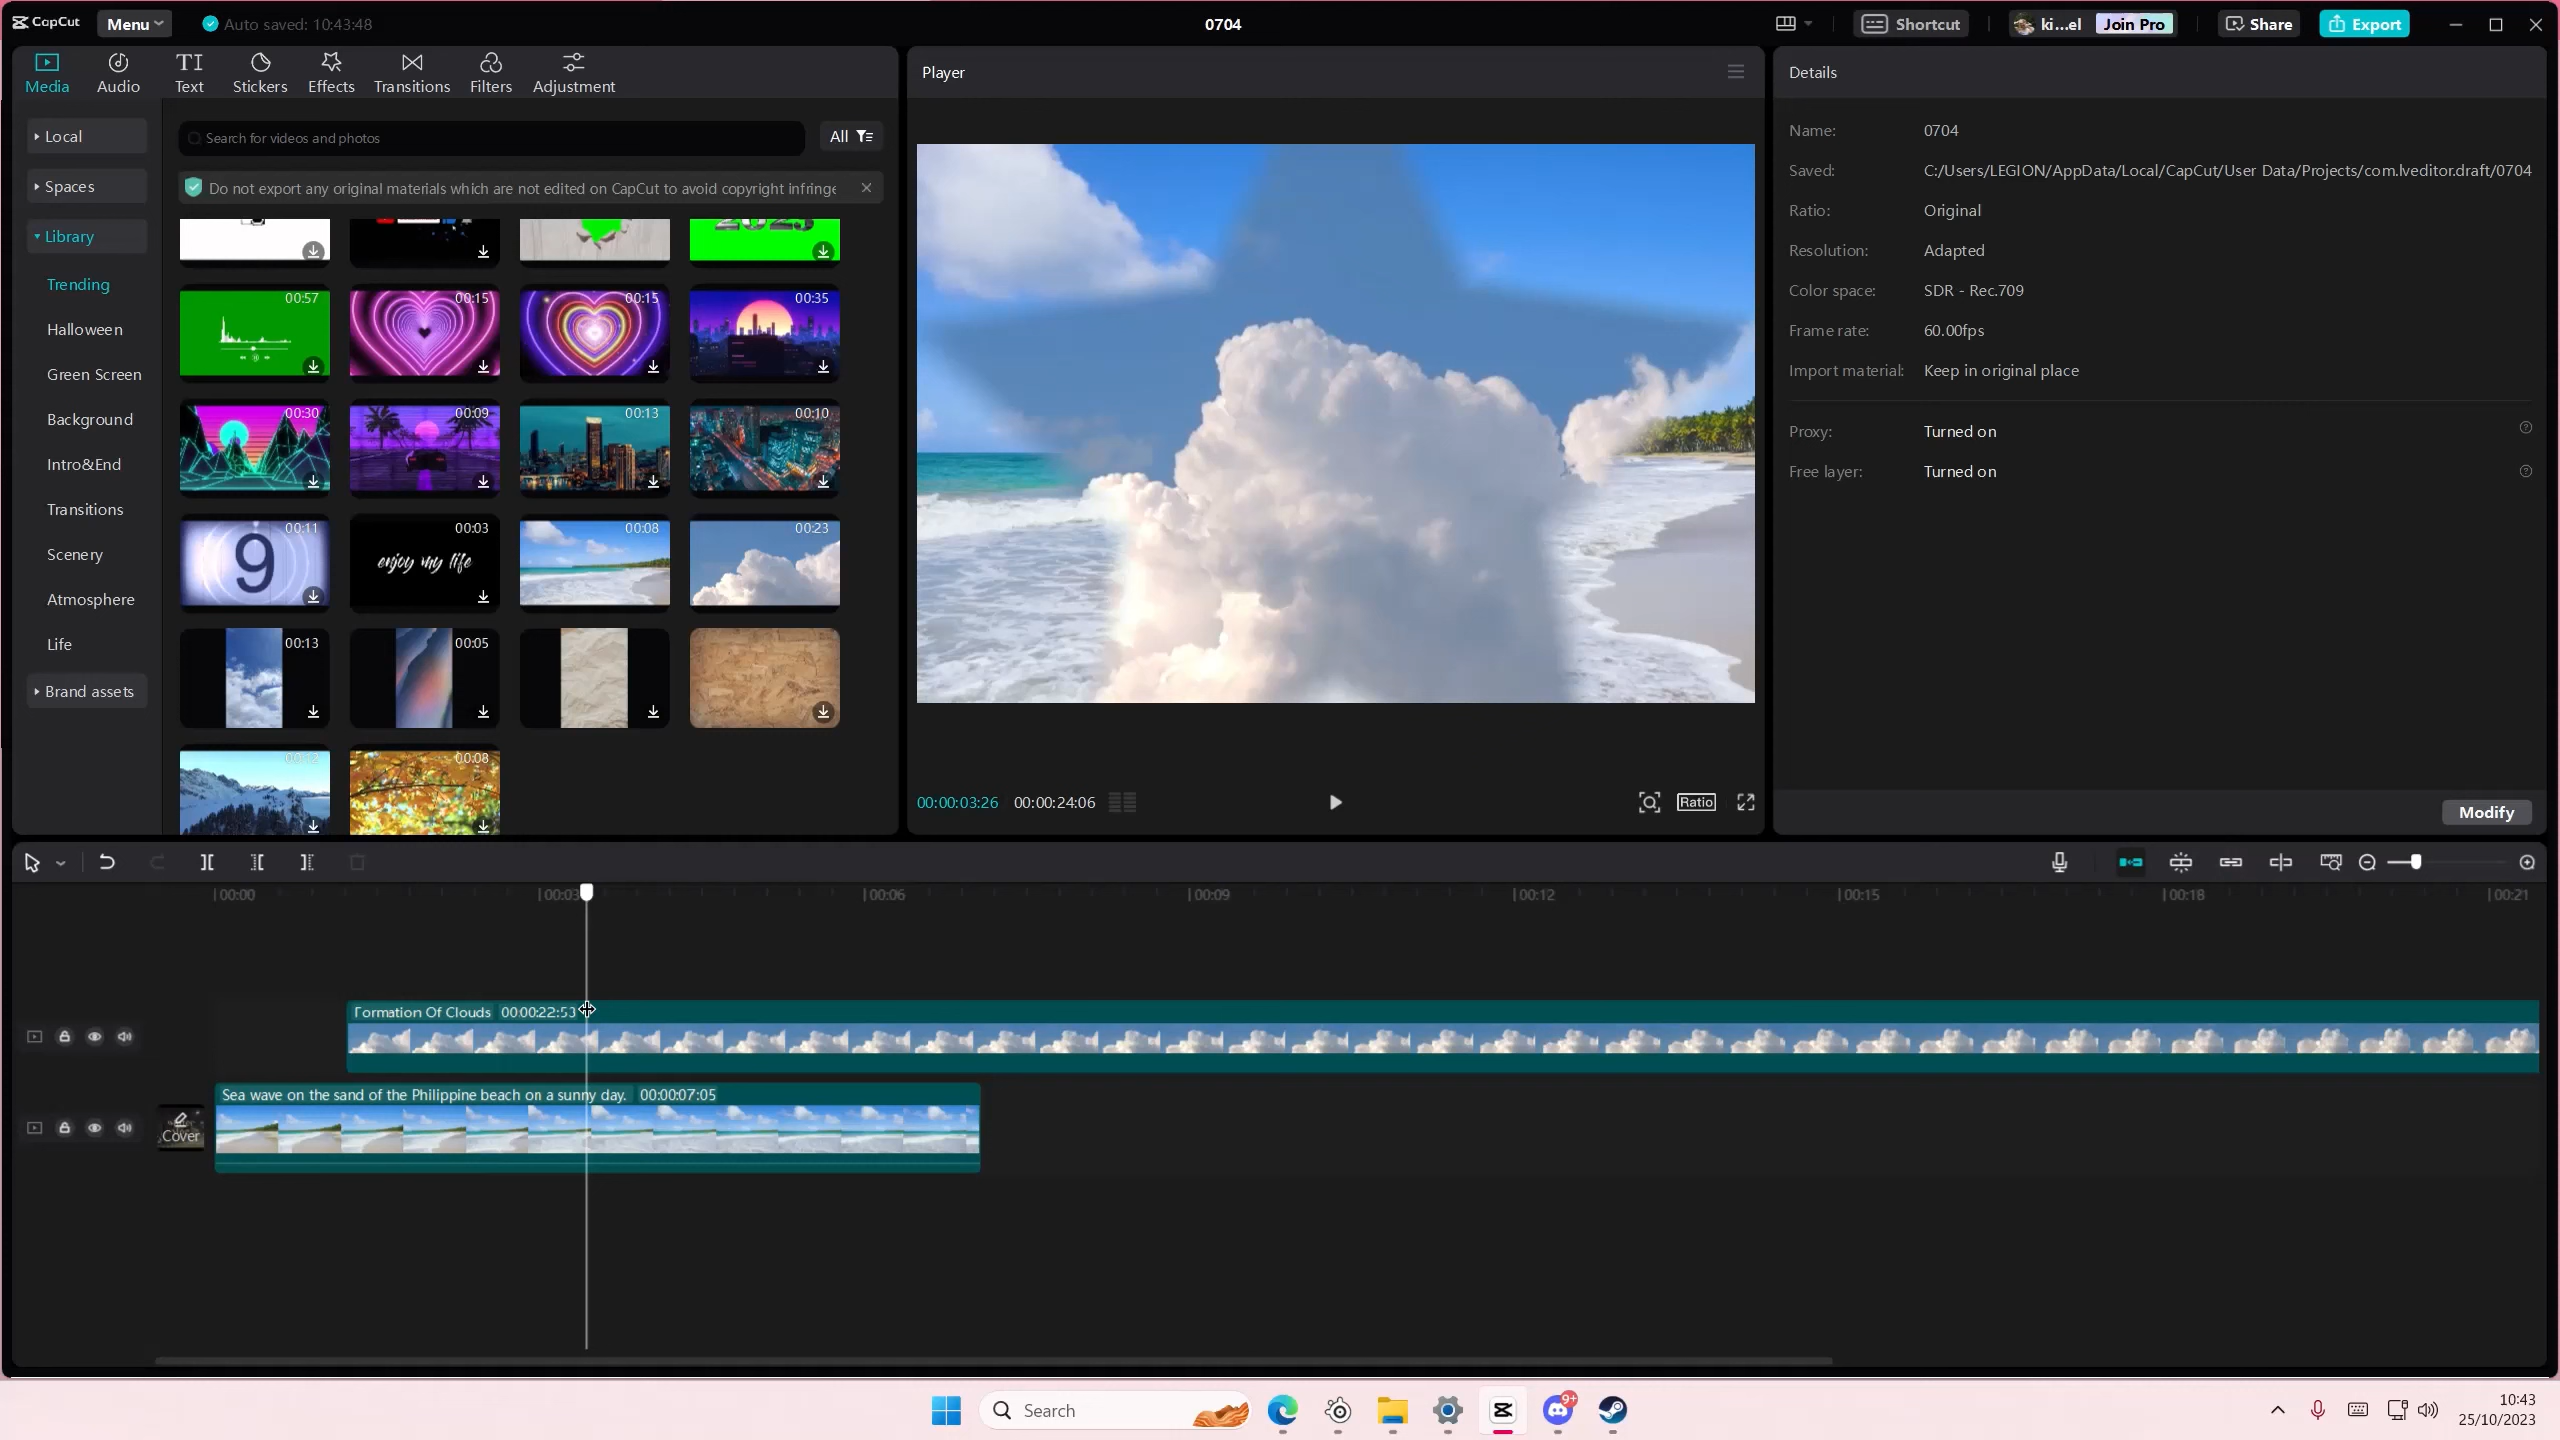 CapCut
Menu
Auto saved: 10:43:48
0704
Shortcut
ki...el
Join Pro
Share
Export
Media
Audio
Text
Stickers
Effects
Transitions
Filters
Adjustment
Local
Spaces
Library
Trending
Halloween
Green Screen
Background
Intro&End
Transitions
Scenery
Atmosphere
Life
Brand assets
Search for videos and photos
All
Do not export any original materials which are not edited on CapCut to avoid copyright infringe
00:57
00:15
00:15
00:35
00:30
00:09
00:13
00:10
9
00:11
enjoy my life
00:03
00:08
00:23
00:13
00:05
00:12
00:08
Player
00:00:03:26
00:00:24:06
Ratio
Details
Name:
0704
Saved:
C:/Users/LEGION/AppData/Local/CapCut/User Data/Projects/com.lveditor.draft/0704
Ratio:
Original
Resolution:
Adapted
Color space:
SDR - Rec.709
Frame rate:
60.00fps
Import material:
Keep in original place
Proxy:
Turned on
Free layer:
Turned on
Modify
00:00
00:03
00:06
00:09
00:12
00:15
00:18
00:21
Formation Of Clouds 00:00:22:53
Cover
Sea wave on the sand of the Philippine beach on a sunny day. 00:00:07:05
Search
9+
10:43
25/10/2023